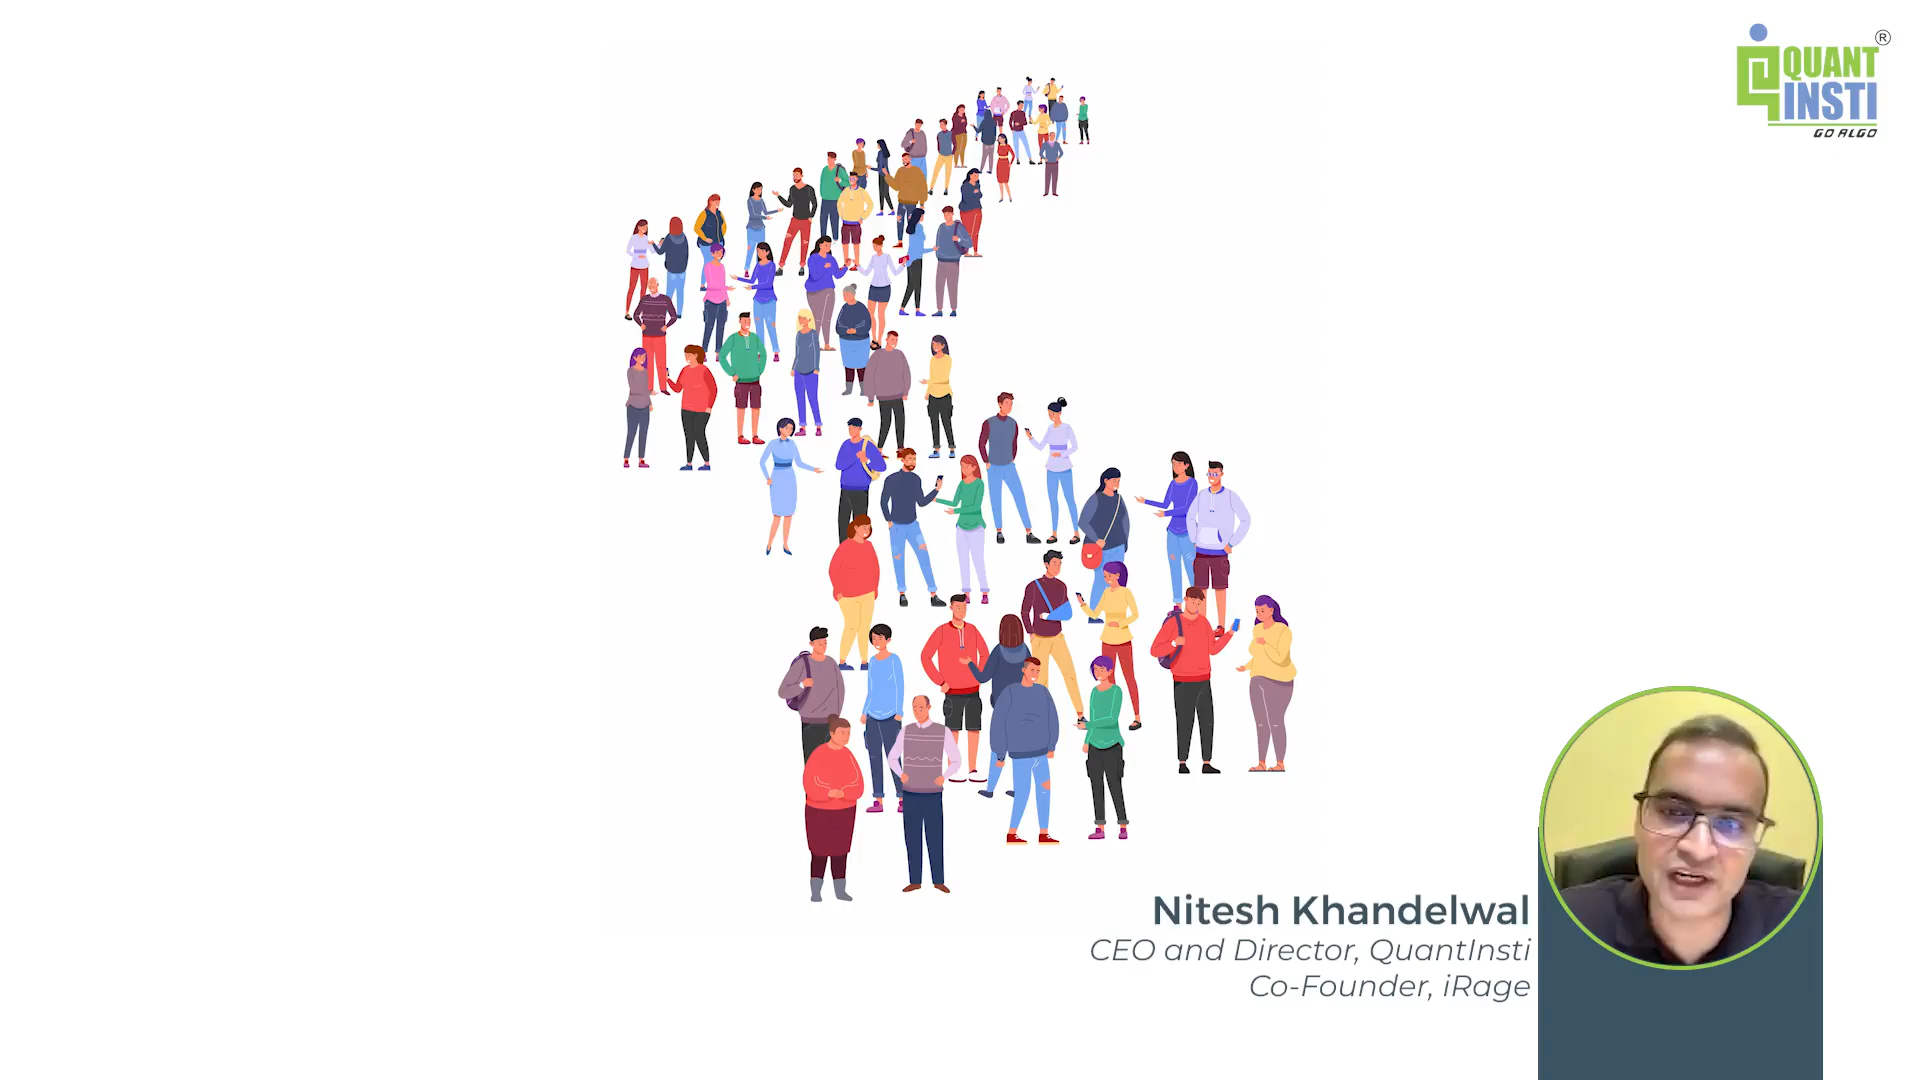 QUANT
INSTI
®
GO ALGO
Nitesh Khandelwal
CEO and Director, QuantInsti
Co-Founder, iRage